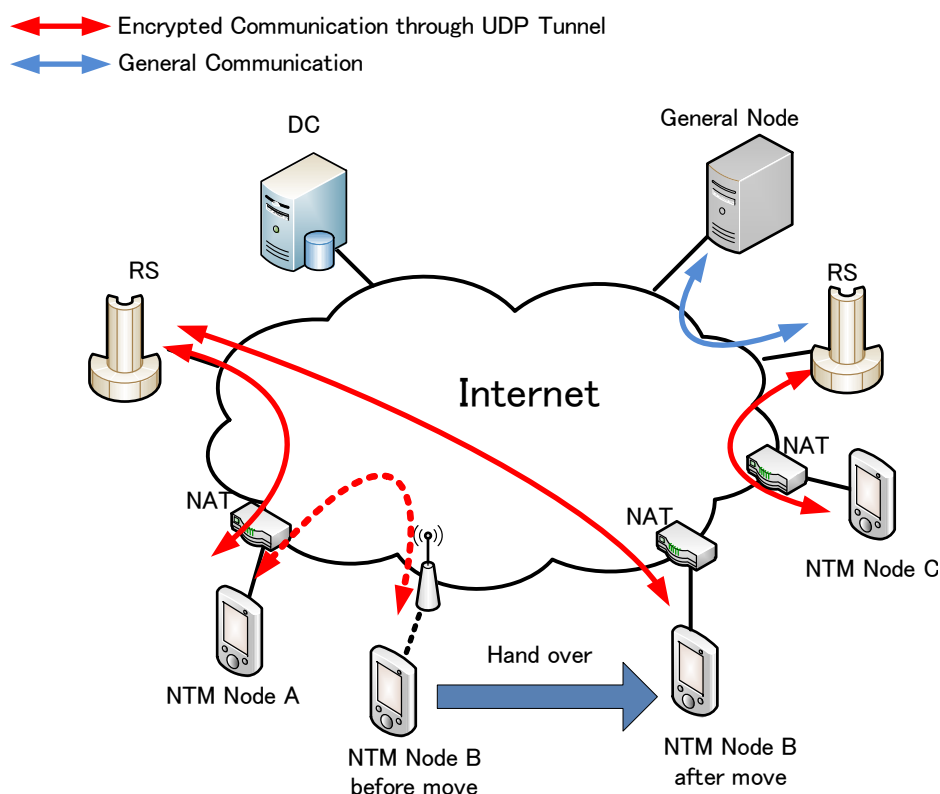 Encrypted Communication through UDP Tunnel
General Communication
DC
General Node
RS
RS
Internet
NAT
NAT
NAT
NTM Node C
NTM Node A
Hand over
NTM Node B
before move
NTM Node B
after move